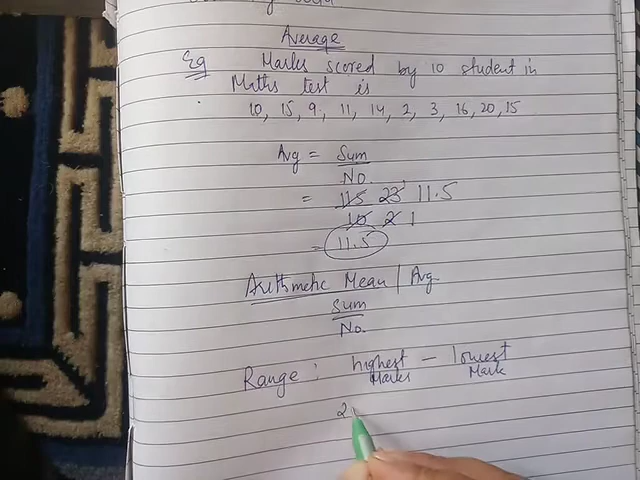 Average
Eg Marks scored by 10 student in
Maths test is
10, 15, 9, 11, 14, 2, 3, 16, 20, 15
Avg = Sum
No.
= 115 23 11.5
10 2 1
= 11.5
Arithmetic Mean | Avg
Sum
No.
Range : highest – lowest
Marks Mark
2